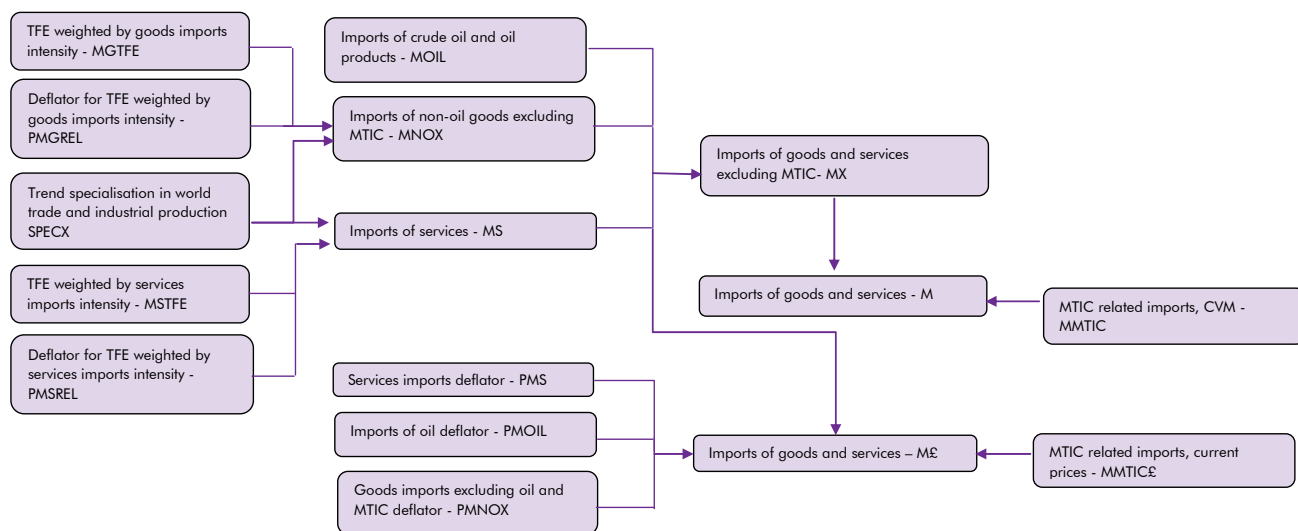 TFE weighted by goods imports
intensity - MGTFE
Deflator for TFE weighted by
goods imports intensity -
PMGREL
Trend specialisation in world
trade and industrial production
SPECX
TFE weighted by services
imports intensity - MSTFE
Deflator for TFE weighted by
services imports intensity -
PMSREL
Imports of crude oil and oil
products - MOIL
Imports of non-oil goods excluding
MTIC - MNOX
Imports of services - MS
Services imports deflator - PMS
Imports of oil deflator - PMOIL
Goods imports excluding oil and
MTIC deflator - PMNOX
Imports of goods and services
excluding MTIC- MX
Imports of goods and services - M
Imports of goods and services – M£
MTIC related imports, CVM -
MMTIC
MTIC related imports, current
prices - MMTIC£